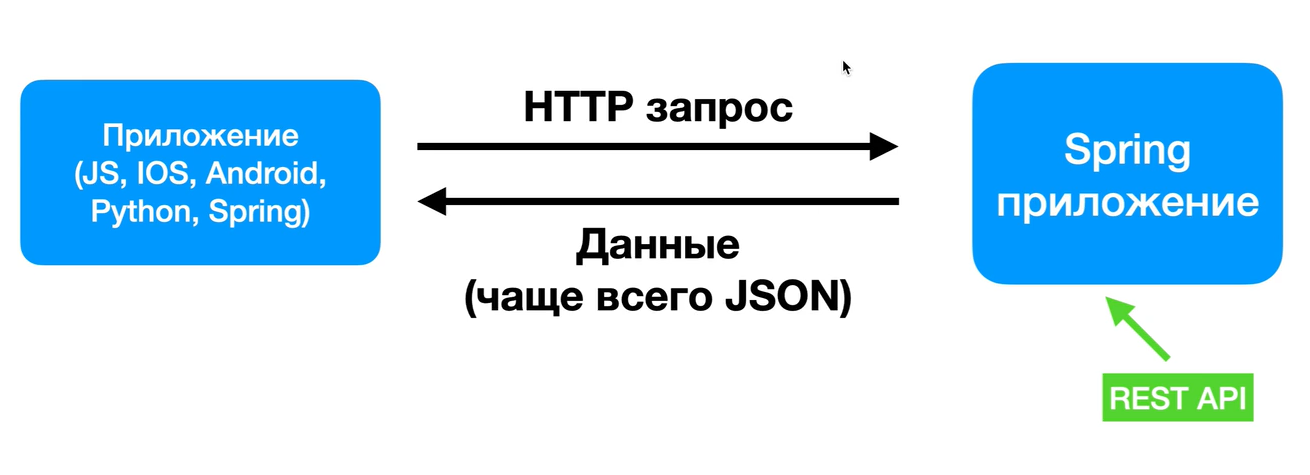 HTTP запрос
Приложение
(JS, IOS, Android,
Python, Spring)
Spring
приложение
Данные
(чаще всего JSON)
REST API